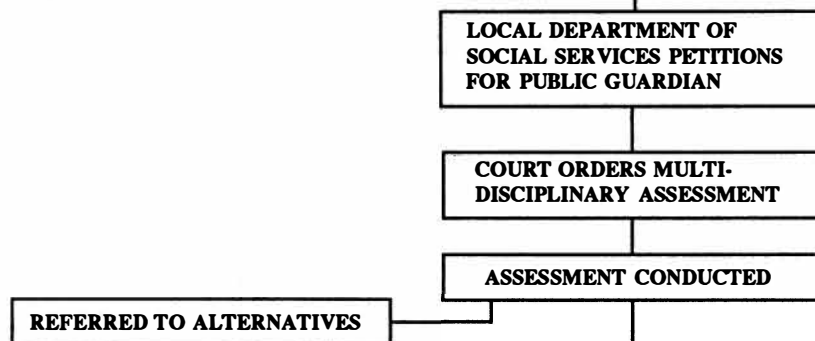 LOCAL DEPARTMENT OF
SOCIAL SERVICES PETITIONS
FOR PUBLIC GUARDIAN
COURT ORDERS MULTI-
DISCIPLINARY ASSESSMENT
ASSESSMENT CONDUCTED
REFERRED TO ALTERNATIVES